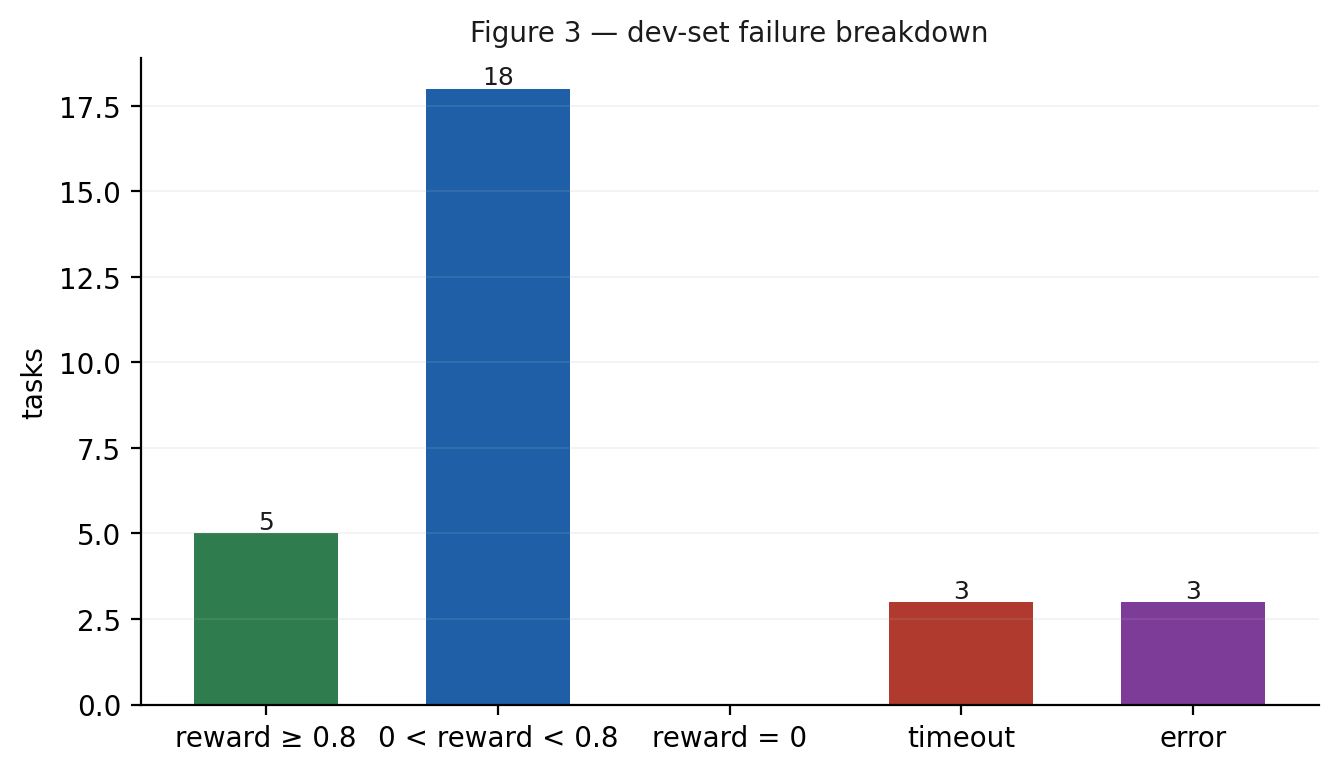 Figure 3 — dev-set failure breakdown
18
17.5
15.0
12.5
10.0
tasks
7.5
5
5.0
3
3
2.5
0.0
reward ≥ 0.8
0 < reward < 0.8
reward = 0
timeout
error